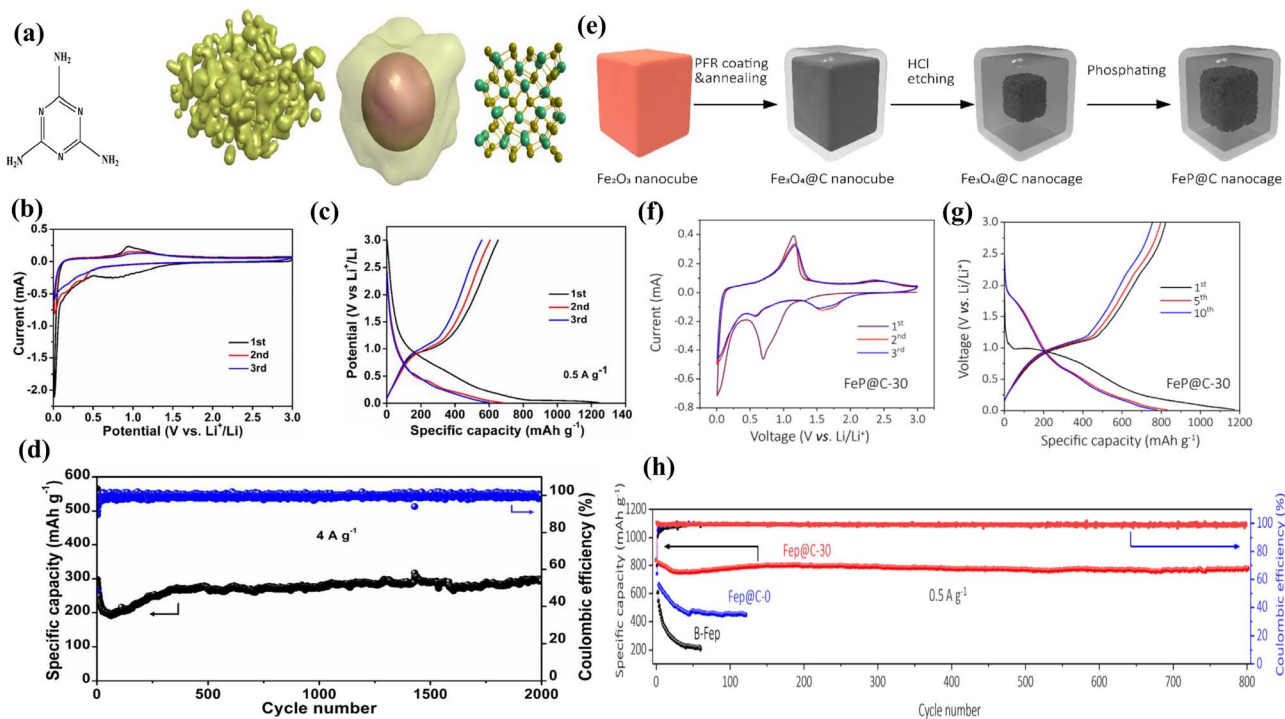 (a)
NH₂
N
N
H₂N
N
NH₂
(e)
PFR coating
&annealing
HCl
etching
Phosphating
Fe₂O₃ nanocube
Fe₃O₄@C nanocube
Fe₃O₄@C nanocage
FeP@C nanocage
(b)
0.5
0.0
-0.5
-1.0
-1.5
-2.0
Current (mA)
1st
2nd
3rd
0.0
0.5
1.0
1.5
2.0
2.5
3.0
Potential (V vs. Li⁺/Li)
(c)
3.0
2.5
2.0
1.5
1.0
0.5
0.0
Potential (V vs Li⁺/Li)
1st
2nd
3rd
0.5 A g⁻¹
0
200
400
600
800
1000
1200
140
Specific capacity (mAh g⁻¹)
(f)
0.6
0.4
0.2
0.0
-0.2
-0.4
-0.6
-0.8
Current (mA)
1st
2nd
3rd
FeP@C-30
0.0
0.5
1.0
1.5
2.0
2.5
3.0
Voltage (V vs. Li/Li⁺)
(g)
3.0
2.5
2.0
1.5
1.0
0.5
0.0
Voltage (V vs. Li/Li⁺)
1st
5th
10th
FeP@C-30
0
200
400
600
800
1000
1200
Specific capacity (mAh g⁻¹)
(d)
600
500
400
300
200
100
0
Specific capacity (mAh g⁻¹)
4 A g⁻¹
100
80
60
40
20
0
Coulombic efficiency (%)
0
500
1000
1500
2000
Cycle number
(h)
1200
1000
800
600
400
200
Specific capacity (mAh g⁻¹)
Fep@C-30
Fep@C-0
B-Fep
0.5 A g⁻¹
100
80
60
40
20
0
Coulombic efficiency (%)
0
100
200
300
400
500
600
700
800
Cycle number